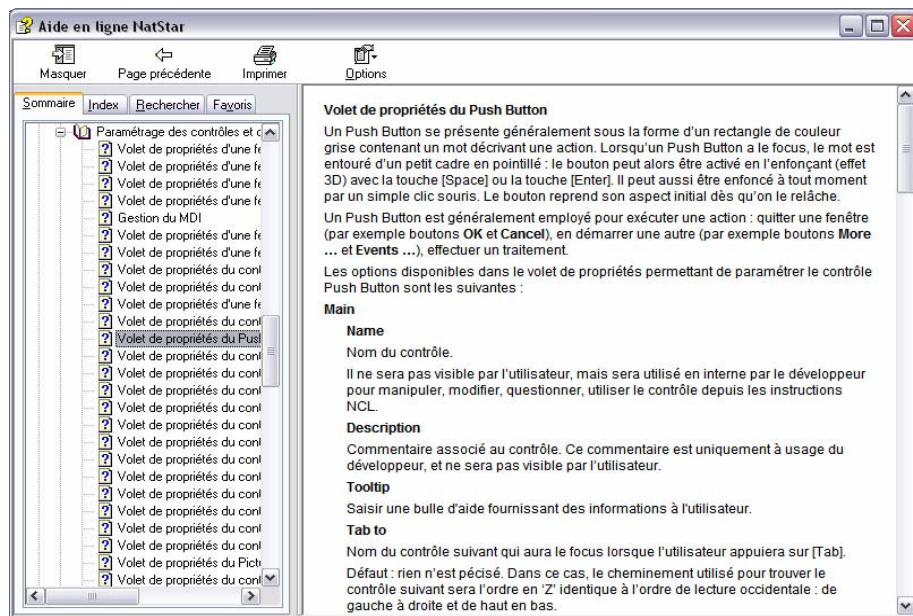 Aide en ligne NatStar
Masquer
Page précédente
Imprimer
Options
Sommaire
Index
Rechercher
Favoris
Paramétrage des contrôles et c
Volet de propriétés d'une fe
Volet de propriétés d'une fe
Volet de propriétés d'une fe
Volet de propriétés d'une fe
Gestion du MDI
Volet de propriétés d'une fe
Volet de propriétés d'une fe
Volet de propriétés du cont
Volet de propriétés du cont
Volet de propriétés d'une fe
Volet de propriétés du cont
Volet de propriétés du Pusl
Volet de propriétés du cont
Volet de propriétés du cont
Volet de propriétés du cont
Volet de propriétés du cont
Volet de propriétés du cont
Volet de propriétés du cont
Volet de propriétés du cont
Volet de propriétés du cont
Volet de propriétés du cont
Volet de propriétés du cont
Volet de propriétés du cont
Volet de propriétés du cont
Volet de propriétés du Pictu
Volet de propriétés du cont
Volet de propriétés du Push Button
Un Push Button se présente généralement sous la forme d'un rectangle de couleur
grise contenant un mot décrivant une action. Lorsqu'un Push Button a le focus, le mot est
entouré d'un petit cadre en pointillé : le bouton peut alors être activé en l'enfonçant (effet
3D) avec la touche [Space] ou la touche [Enter]. Il peut aussi être enfoncé à tout moment
par un simple clic souris. Le bouton reprend son aspect initial dès qu'on le relâche.
Un Push Button est généralement employé pour exécuter une action : quitter une fenêtre
(par exemple boutons OK et Cancel), en démarrer une autre (par exemple boutons More
... et Events ...), effectuer un traitement.
Les options disponibles dans le volet de propriétés permettant de paramétrer le contrôle
Push Button sont les suivantes :
Main
Name
Nom du contrôle.
Il ne sera pas visible par l'utilisateur, mais sera utilisé en interne par le développeur
pour manipuler, modifier, questionner, utiliser le contrôle depuis les instructions
NCL.
Description
Commentaire associé au contrôle. Ce commentaire est uniquement à usage du
développeur, et ne sera pas visible par l'utilisateur.
Tooltip
Saisir une bulle d'aide fournissant des informations à l'utilisateur.
Tab to
Nom du contrôle suivant qui aura le focus lorsque l'utilisateur appuiera sur [Tab].
Défaut : rien n'est pécisé. Dans ce cas, le cheminement utilisé pour trouver le
contrôle suivant sera l'ordre en 'Z' identique à l'ordre de lecture occidentale : de
gauche à droite et de haut en bas.